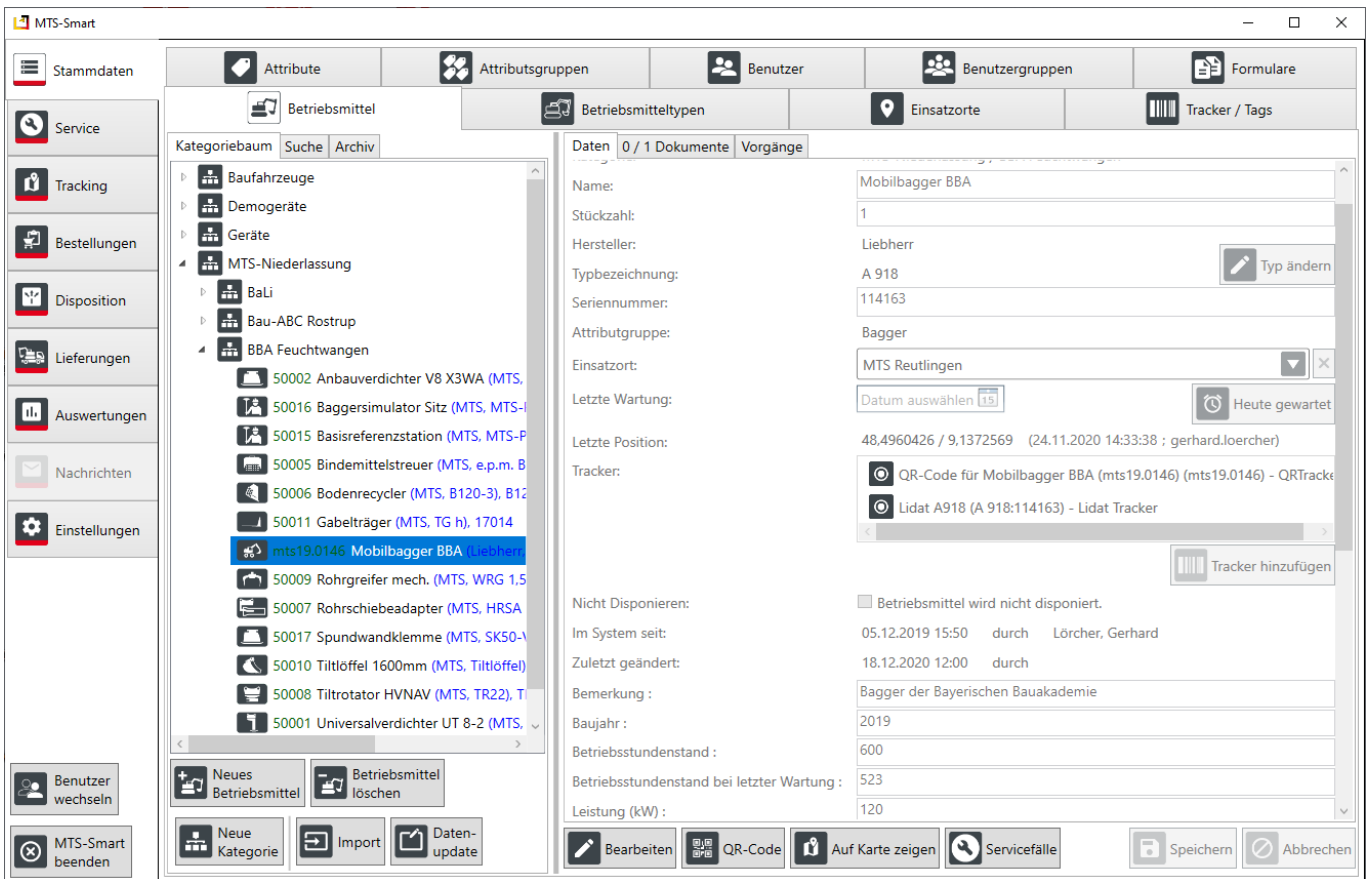 MTS-Smart
Stammdaten
Service
Tracking
Bestellungen
Disposition
Lieferungen
Auswertungen
Nachrichten
Einstellungen
Benutzer
wechseln
MTS-Smart
beenden
Attribute
Attributsgruppen
Benutzer
Benutzergruppen
Formulare
Betriebsmittel
Betriebsmitteltypen
Einsatzorte
Tracker / Tags
Kategoriebaum
Suche
Archiv
Baufahrzeuge
Demogeräte
Geräte
MTS-Niederlassung
BaLi
Bau-ABC Rostrup
BBA Feuchtwangen
50002 Anbauverdichter V8 X3WA (MTS,
50016 Baggersimulator Sitz (MTS, MTS-
50015 Basisreferenzstation (MTS, MTS-P
50005 Bindemittelstreuer (MTS, e.p.m. B
50006 Bodenrecycler (MTS, B120-3), B12
50011 Gabelträger (MTS, TG h), 17014
mts19.0146 Mobilbagger BBA (Liebherr,
50009 Rohrgreifer mech. (MTS, WRG 1,5
50007 Rohrschiebeadapter (MTS, HRSA
50017 Spundwandklemme (MTS, SK50-
50010 Tiltlöffel 1600mm (MTS, Tiltlöffel)
50008 Tiltrotator HVNAV (MTS, TR22), T
50001 Universalverdichter UT 8-2 (MTS,
Neues
Betriebsmittel
Betriebsmittel
löschen
Neue
Kategorie
Import
Daten-
update
Daten
0 / 1 Dokumente
Vorgänge
Name: Mobilbagger BBA
Stückzahl: 1
Hersteller: Liebherr
Typbezeichnung: A 918
Typ ändern
Seriennummer: 114163
Attributgruppe: Bagger
Einsatzort: MTS Reutlingen
Letzte Wartung: Datum auswählen 15
Heute gewartet
Letzte Position: 48,4960426 / 9,1372569 (24.11.2020 14:33:38 ; gerhard.loercher)
Tracker: QR-Code für Mobilbagger BBA (mts19.0146) (mts19.0146) - QRTracke
Lidat A918 (A 918:114163) - Lidat Tracker
Tracker hinzufügen
Nicht Disponieren: Betriebsmittel wird nicht disponiert.
Im System seit: 05.12.2019 15:50 durch Lörcher, Gerhard
Zuletzt geändert: 18.12.2020 12:00 durch
Bemerkung : Bagger der Bayerischen Bauakademie
Baujahr : 2019
Betriebsstundenstand : 600
Betriebsstundenstand bei letzter Wartung : 523
Leistung (kW) : 120
Bearbeiten
QR-Code
Auf Karte zeigen
Servicefälle
Speichern
Abbrechen